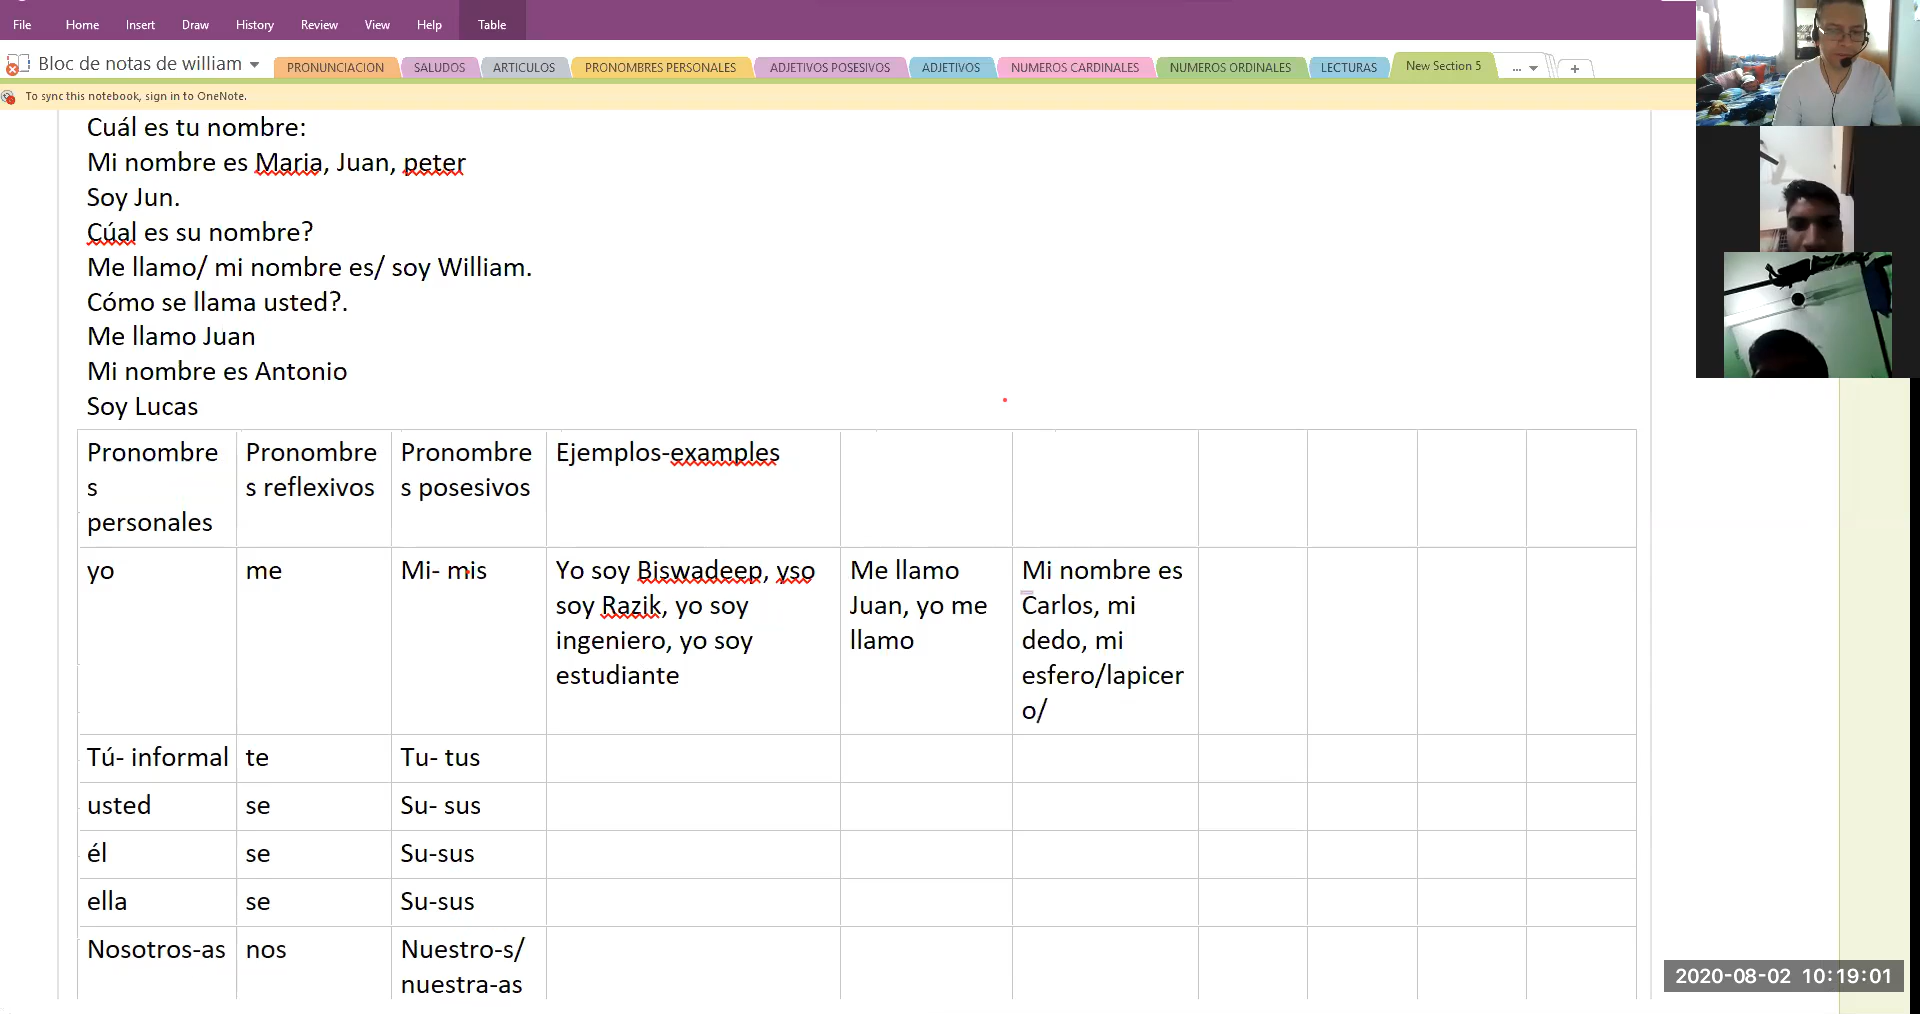 File Home Insert Draw History Review View Help Table
Bloc de notas de william PRONUNCIACION SALUDOS ARTICULOS PRONOMBRES PERSONALES ADJETIVOS POSESIVOS ADJETIVOS NUMEROS CARDINALES NUMEROS ORDINALES LECTURAS New Section 5 ... +
To sync this notebook, sign in to OneNote.
Cuál es tu nombre:
Mi nombre es Maria, Juan, peter
Soy Jun.
Cúal es su nombre?
Me llamo/ mi nombre es/ soy William.
Cómo se llama usted?.
Me llamo Juan
Mi nombre es Antonio
Soy Lucas
Pronombre
s
personales
Pronombre
s reflexivos
Pronombre
s posesivos
Ejemplos-examples
yo
me
Mi- mis
Yo soy Biswadeep, yso
soy Razik, yo soy
ingeniero, yo soy
estudiante
Me llamo
Juan, yo me
llamo
Mi nombre es
Carlos, mi
dedo, mi
esfero/lapicer
o/
Tú- informal
te
Tu- tus
usted
se
Su- sus
él
se
Su-sus
ella
se
Su-sus
Nosotros-as
nos
Nuestro-s/
nuestra-as
2020-08-02 10:19:01